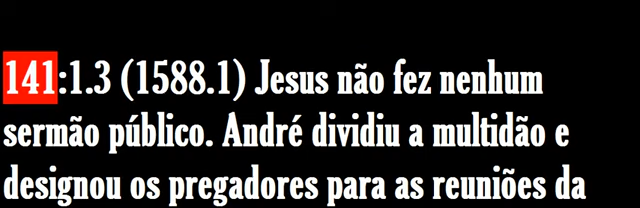 141:1.3 (1588.1) Jesus não fez nenhum
sermão público. André dividiu a multidão e
designou os pregadores para as reuniões da